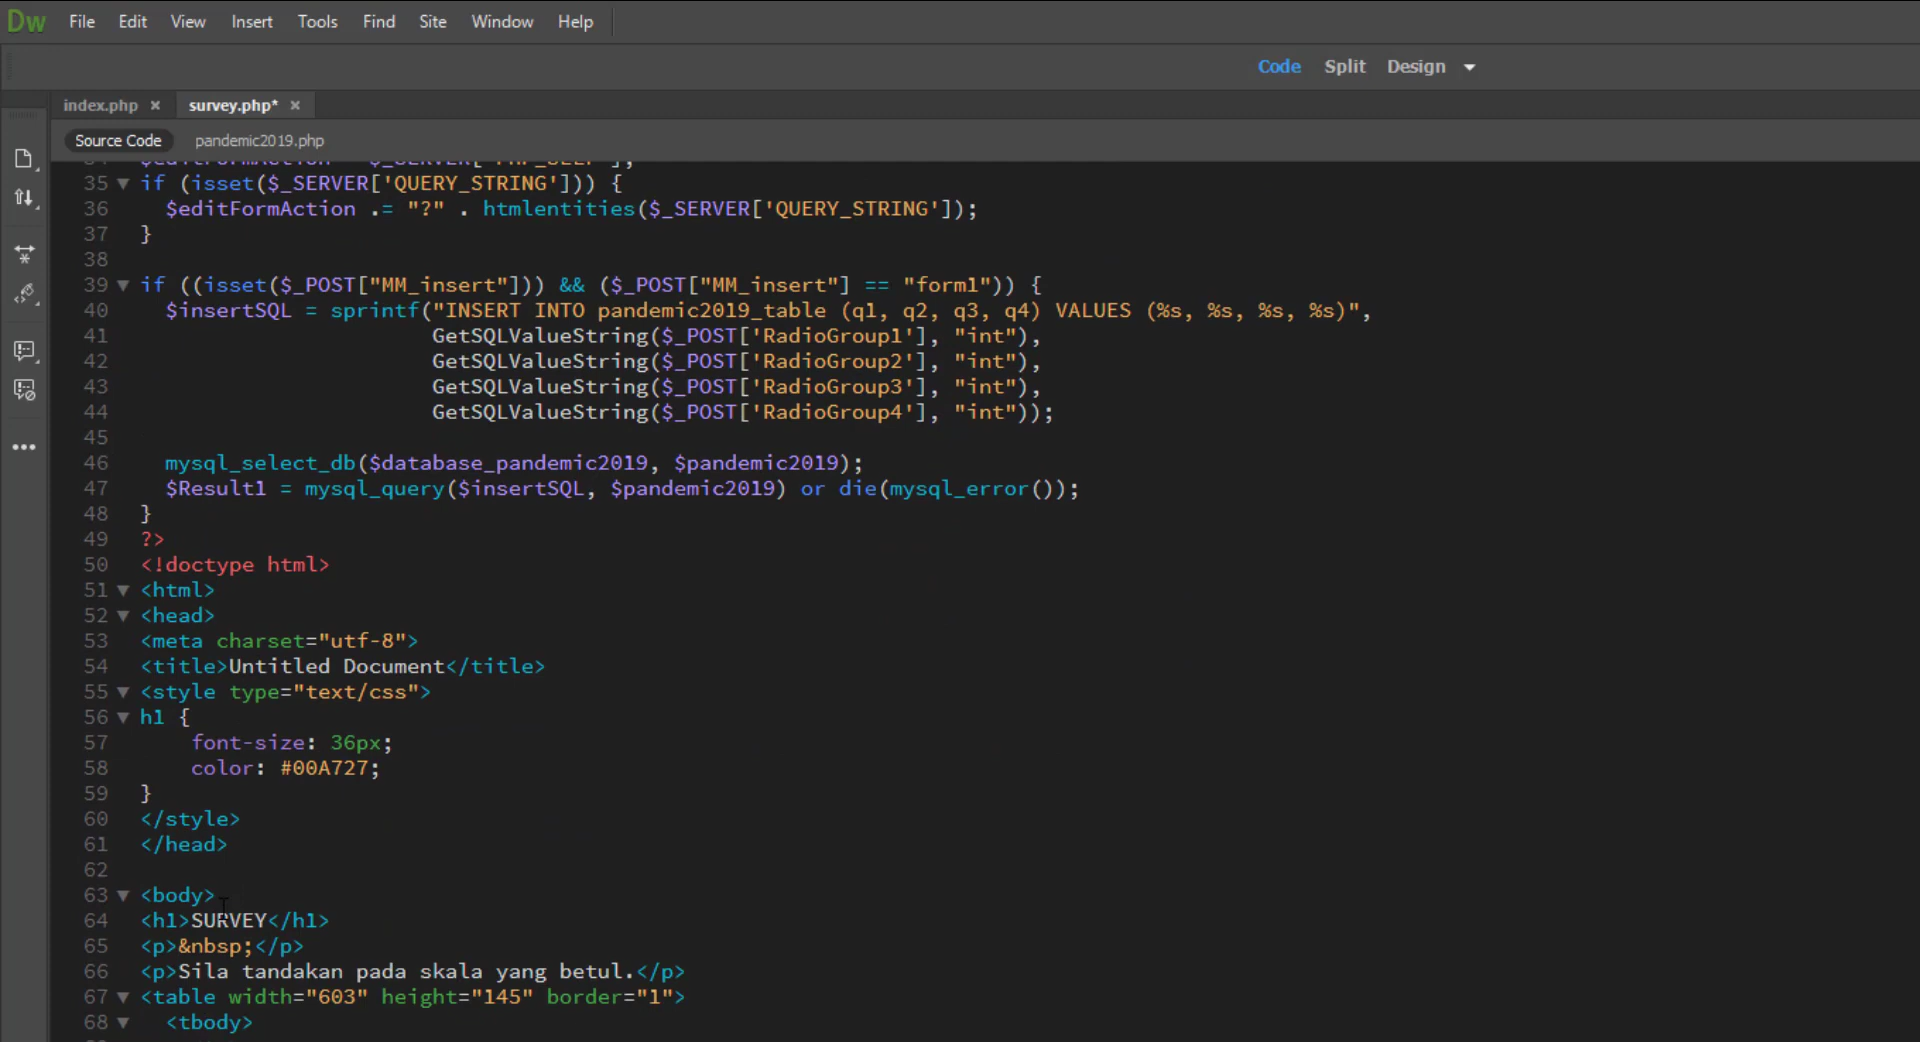 Dw File Edit View Insert Tools Find Site Window Help
Code Split Design
index.php × survey.php* ×
Source Code pandemic2019.php
34 $editFormAction = $_SERVER['PHP_SELF'];
35 if (isset($_SERVER['QUERY_STRING'])) {
36 $editFormAction .= "?" . htmlentities($_SERVER['QUERY_STRING']);
37 }
38
39 if ((isset($_POST["MM_insert"])) && ($_POST["MM_insert"] == "form1")) {
40 $insertSQL = sprintf("INSERT INTO pandemic2019_table (q1, q2, q3, q4) VALUES (%s, %s, %s, %s)",
41 GetSQLValueString($_POST['RadioGroup1'], "int"),
42 GetSQLValueString($_POST['RadioGroup2'], "int"),
43 GetSQLValueString($_POST['RadioGroup3'], "int"),
44 GetSQLValueString($_POST['RadioGroup4'], "int"));
45
46 mysql_select_db($database_pandemic2019, $pandemic2019);
47 $Result1 = mysql_query($insertSQL, $pandemic2019) or die(mysql_error());
48 }
49 ?>
50 <!doctype html>
51 <html>
52 <head>
53 <meta charset="utf-8">
54 <title>Untitled Document</title>
55 <style type="text/css">
56 h1 {
57 font-size: 36px;
58 color: #00A727;
59 }
60 </style>
61 </head>
62
63 <body>
64 <h1>SURVEY</h1>
65 <p>&nbsp;</p>
66 <p>Sila tandakan pada skala yang betul.</p>
67 <table width="603" height="145" border="1">
68 <tbody>